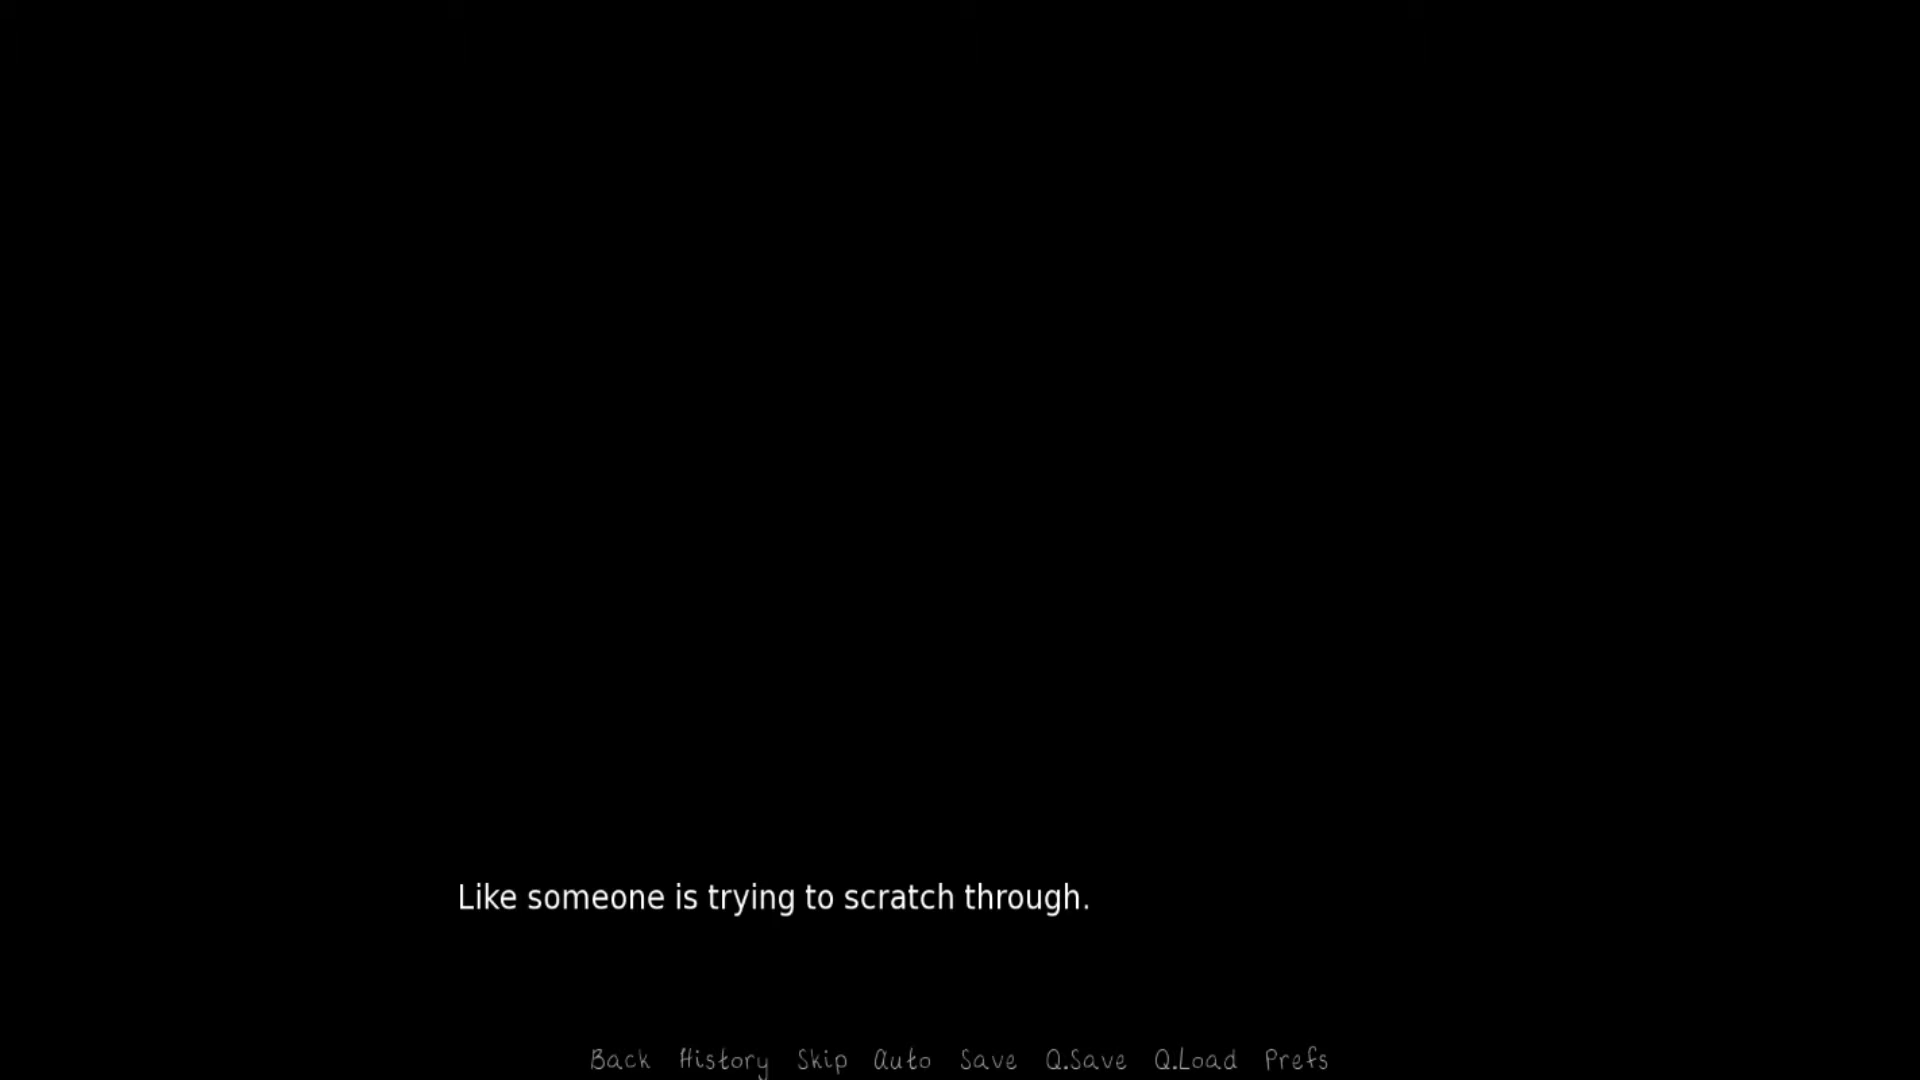 Like someone is trying to scratch through.
Back History Skip Auto Save Q.Save Q.Load Prefs